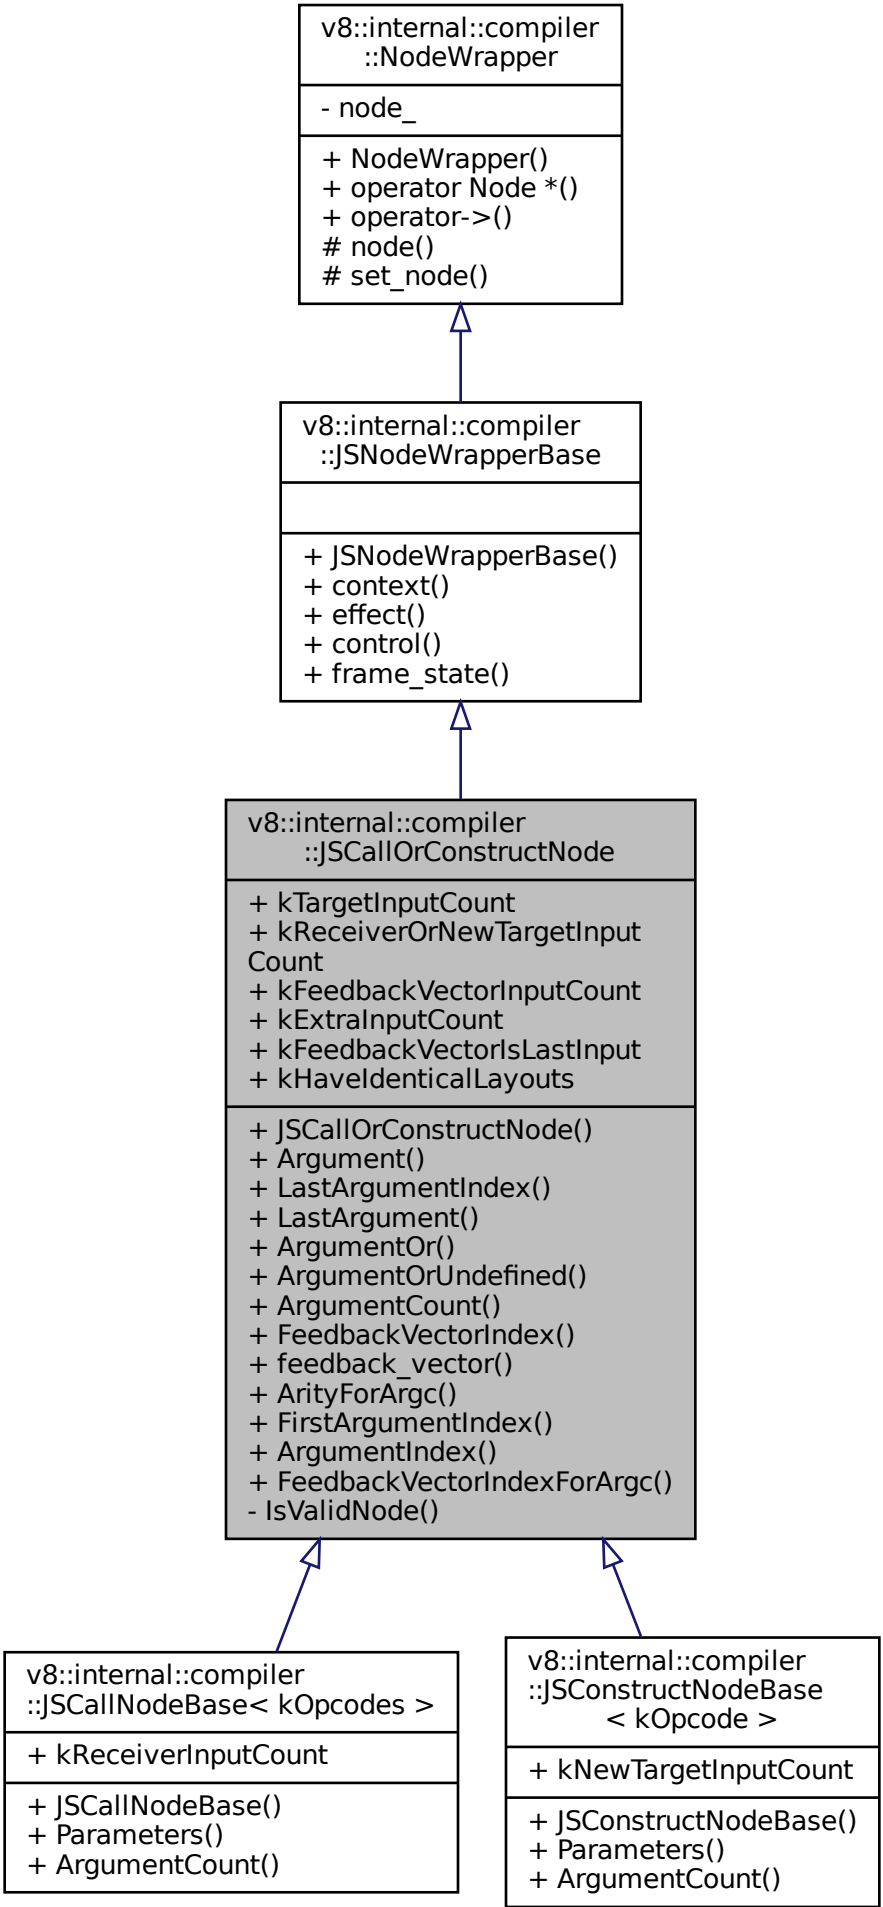 v8::internal::compiler
::NodeWrapper
- node_
+ NodeWrapper()
+ operator Node *()
+ operator->()
# node()
# set_node()
v8::internal::compiler
::JSNodeWrapperBase
+ JSNodeWrapperBase()
+ context()
+ effect()
+ control()
+ frame_state()
v8::internal::compiler
::JSCallOrConstructNode
+ kTargetInputCount
+ kReceiverOrNewTargetInput
Count
+ kFeedbackVectorInputCount
+ kExtraInputCount
+ kFeedbackVectorIsLastInput
+ kHaveIdenticalLayouts
+ JSCallOrConstructNode()
+ Argument()
+ LastArgumentIndex()
+ LastArgument()
+ ArgumentOr()
+ ArgumentOrUndefined()
+ ArgumentCount()
+ FeedbackVectorIndex()
+ feedback_vector()
+ ArityForArgc()
+ FirstArgumentIndex()
+ ArgumentIndex()
+ FeedbackVectorIndexForArgc()
- IsValidNode()
v8::internal::compiler
::JSCallNodeBase< kOpcodes >
+ kReceiverInputCount
+ JSCallNodeBase()
+ Parameters()
+ ArgumentCount()
v8::internal::compiler
::JSConstructNodeBase
< kOpcode >
+ kNewTargetInputCount
+ JSConstructNodeBase()
+ Parameters()
+ ArgumentCount()